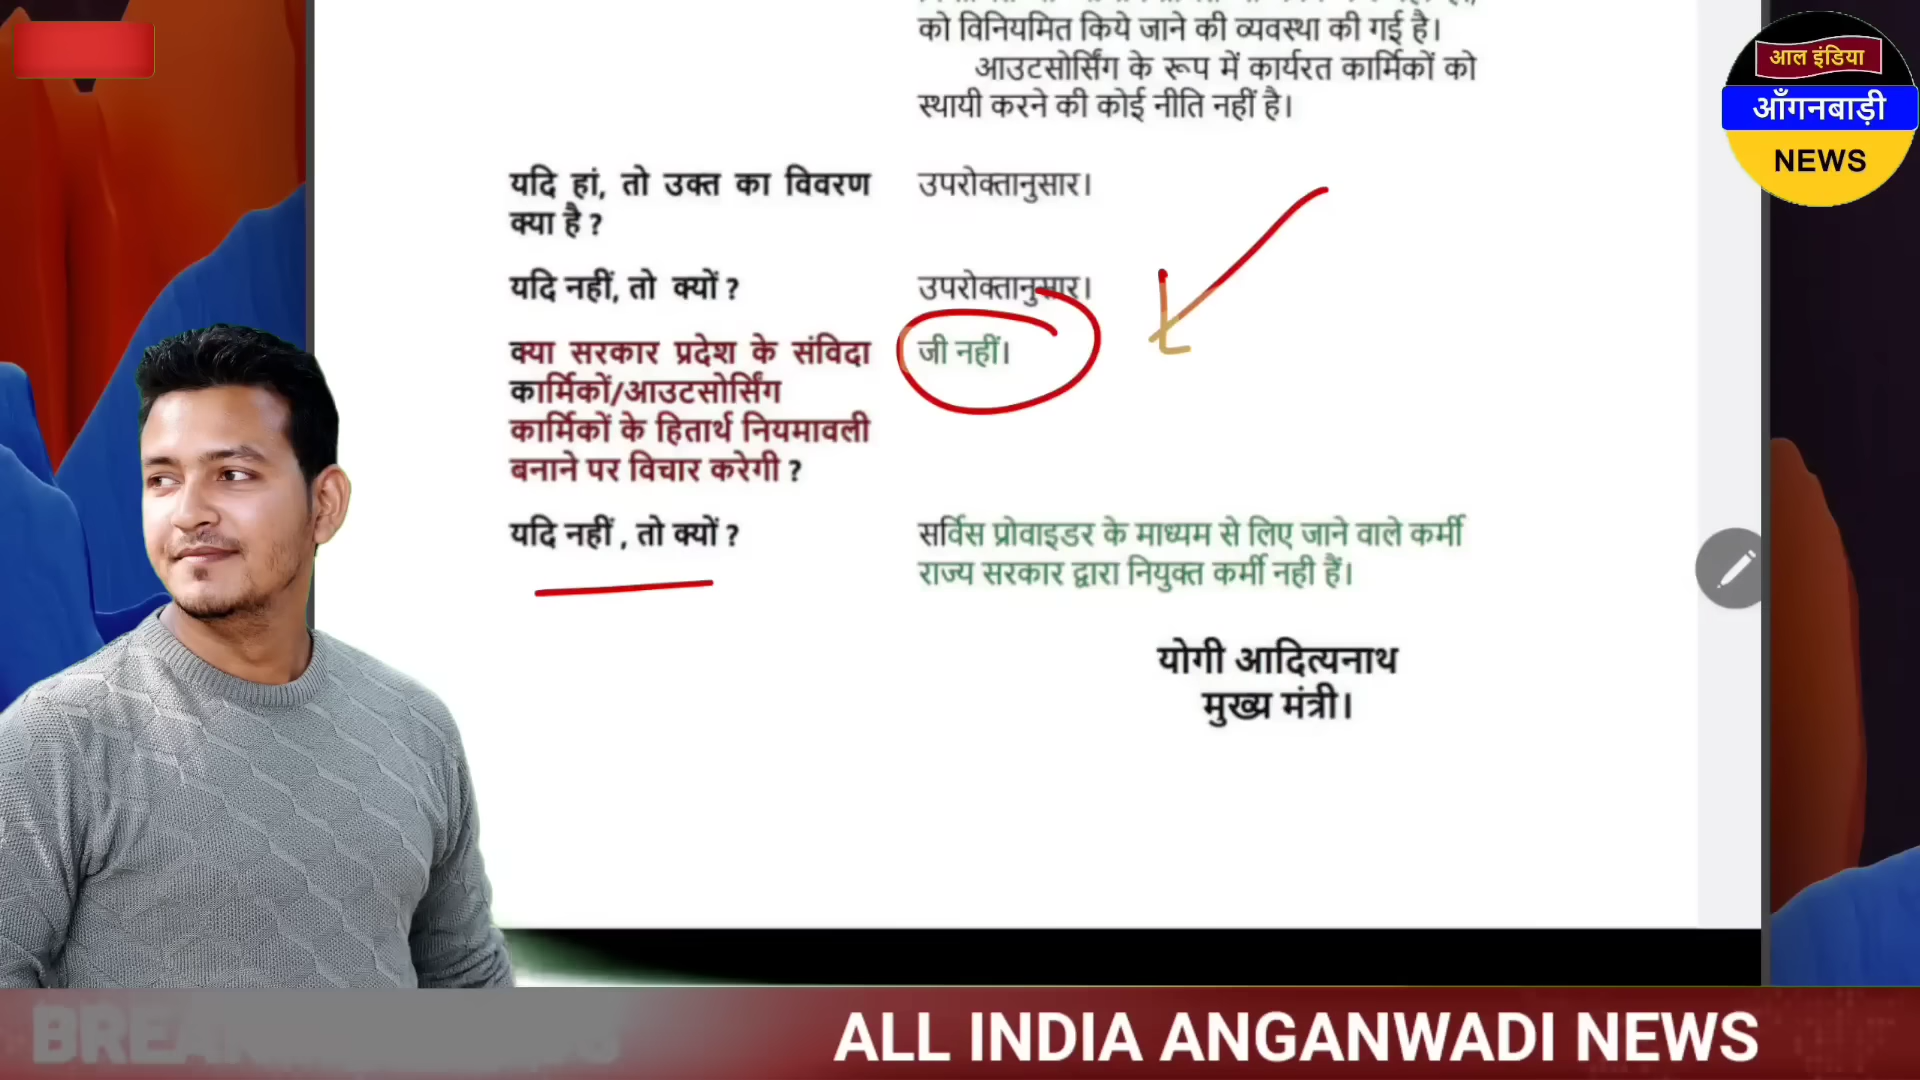 को विनियमित किये जाने की व्यवस्था की गई है।
आउटसोर्सिंग के रूप में कार्यरत कार्मिकों को
स्थायी करने की कोई नीति नहीं है।
यदि हां, तो उक्त का विवरण
क्या है ?
उपरोक्तानुसार।
यदि नहीं, तो क्यों ?
उपरोक्तानुसार।
क्या सरकार प्रदेश के संविदा
कार्मिकों/आउटसोर्सिंग
कार्मिकों के हितार्थ नियमावली
बनाने पर विचार करेगी ?
जी नहीं।
यदि नहीं , तो क्यों ?
सर्विस प्रोवाइडर के माध्यम से लिए जाने वाले कर्मी
राज्य सरकार द्वारा नियुक्त कर्मी नही हैं।
योगी आदित्यनाथ
मुख्य मंत्री।
आल इंडिया
आँगनबाड़ी
NEWS
ALL INDIA ANGANWADI NEWS